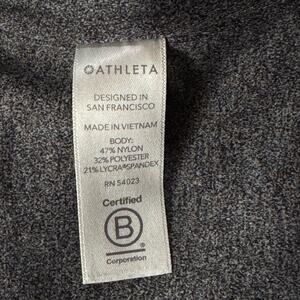 ATHLETA
DESIGNED IN
SAN FRANCISCO
MADE IN VIETNAM
BODY:
47% NYLON
32% POLYESTER
21% LYCRA®SPANDEX
RN 54023
Certified
B
®
Corporation